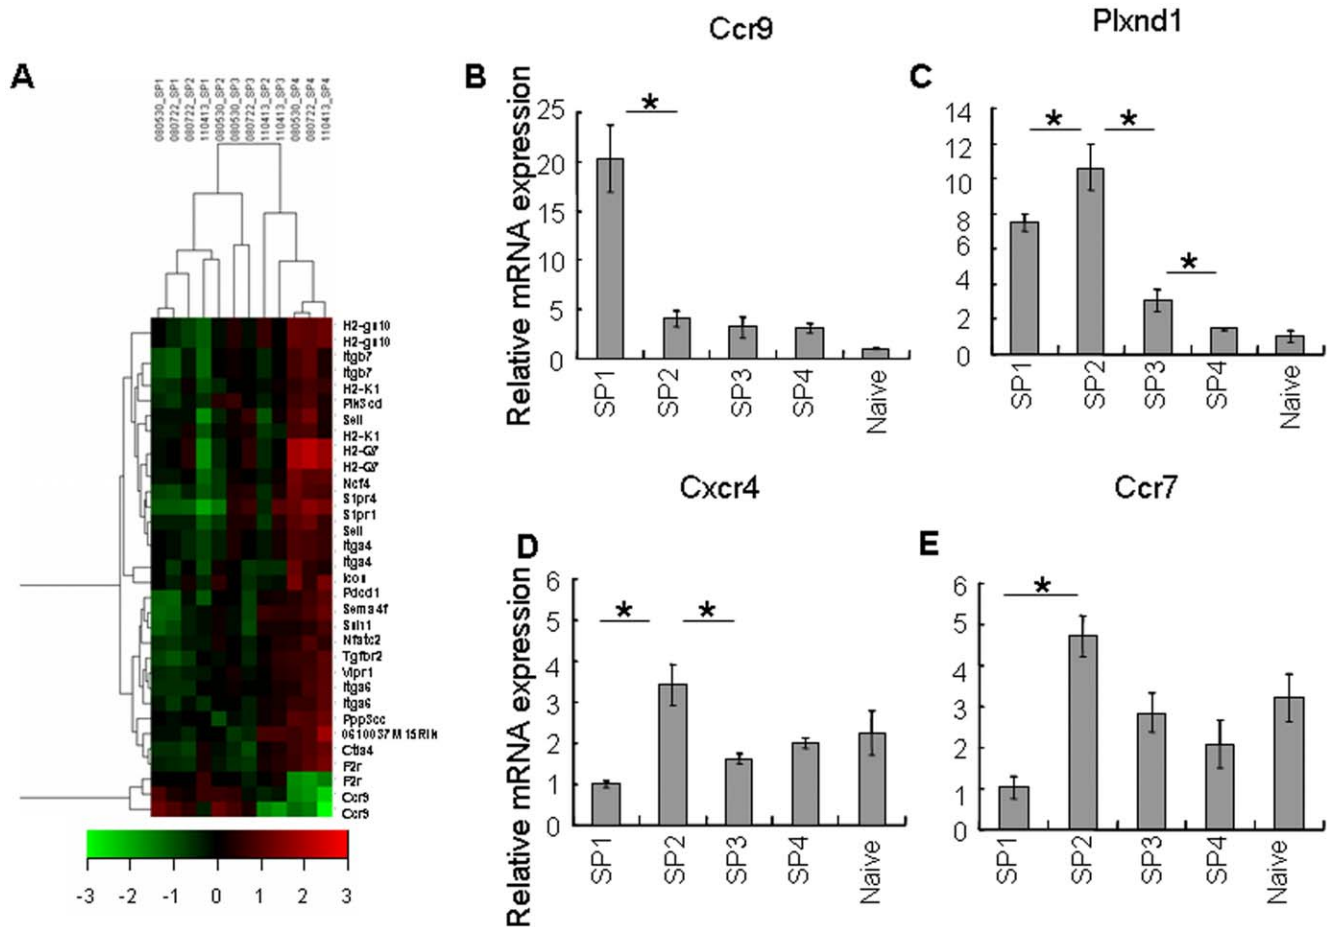 A
080530_SP1
080722_SP1
080722_SP2
110413_SP1
080530_SP2
080530_SP3
080722_SP3
110413_SP2
110413_SP3
080530_SP4
080722_SP4
110413_SP4
H2-gs10
H2-gs10
Itgb7
Itgb7
H2-K1
Pik3cd
Sell
H2-K1
H2-Q7
H2-Q7
Ncf4
S1pr4
S1pr1
Sell
Itga4
Itga4
Icos
Pdcd1
Sema4f
Nfatc2
Tgfbr2
Vipr1
Itga6
Itga6
Ppp3cc
0610037M15Rik
Ctla4
F2r
F2r
Ccr9
Ccr9
-3 -2 -1 0 1 2 3
B
Ccr9
Relative mRNA expression
25
20
15
10
5
0
*
SP1 SP2 SP3 SP4 Naive
C
Plxnd1
14
12
10
8
6
4
2
0
* * *
SP1 SP2 SP3 SP4 Naive
D
Cxcr4
Relative mRNA expression
6
5
4
3
2
1
0
* *
SP1 SP2 SP3 SP4 Naive
E
Ccr7
6
5
4
3
2
1
0
*
SP1 SP2 SP3 SP4 Naive